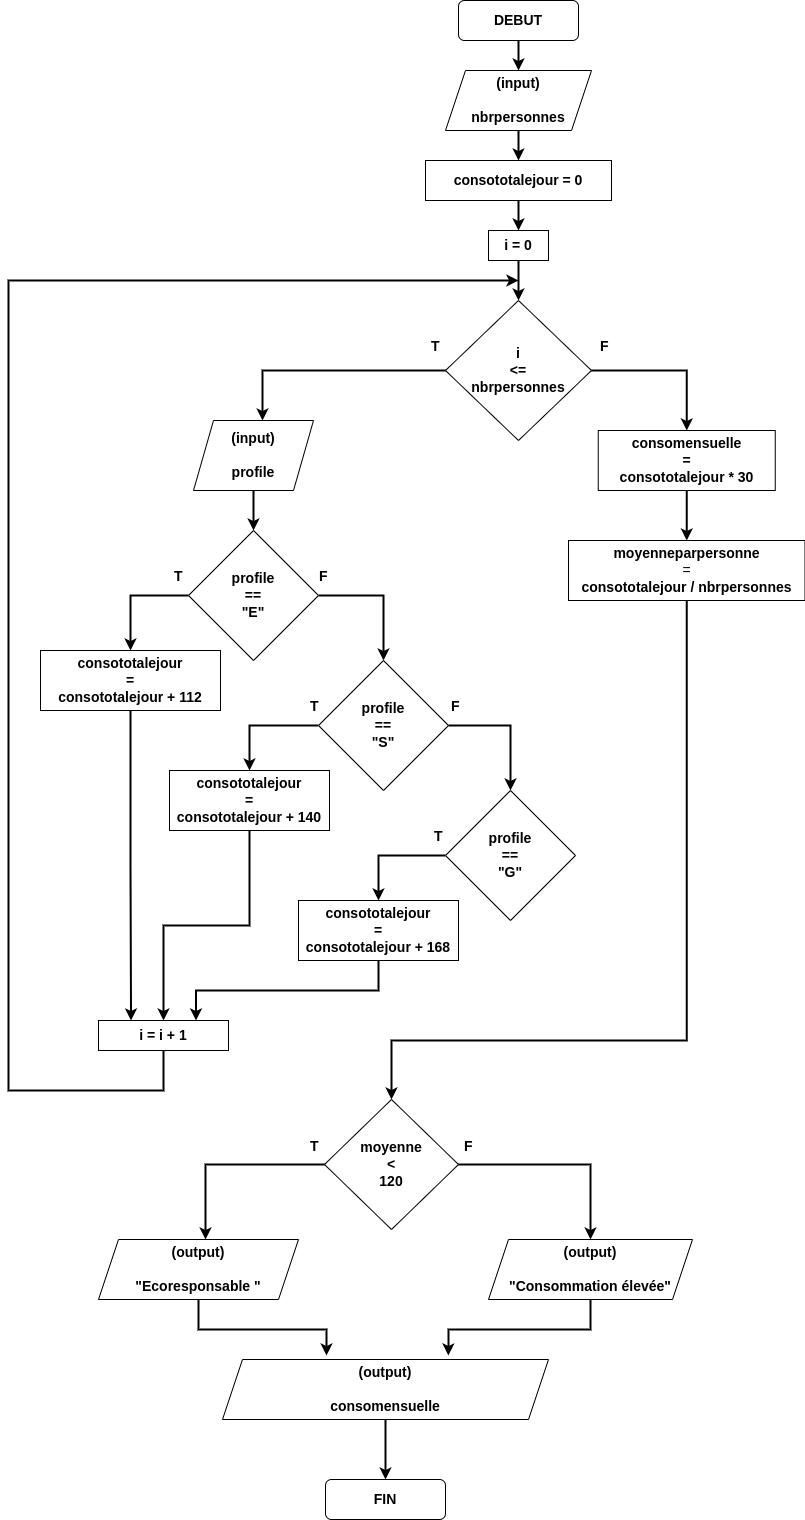 DEBUT
(input)
nbrpersonnes
consototalejour = 0
i = 0
T
F
i
<=
nbrpersonnes
(input)
profile
consomensuelle
=
consototalejour * 30
moyenneparpersonne
=
consototalejour / nbrpersonnes
T
F
profile
==
"E"
consototalejour
=
consototalejour + 112
T
F
profile
==
"S"
consototalejour
=
consototalejour + 140
T
profile
==
"G"
consototalejour
=
consototalejour + 168
i = i + 1
T
F
moyenne
<
120
(output)
"Ecoresponsable "
(output)
"Consommation élevée"
(output)
consomensuelle
FIN